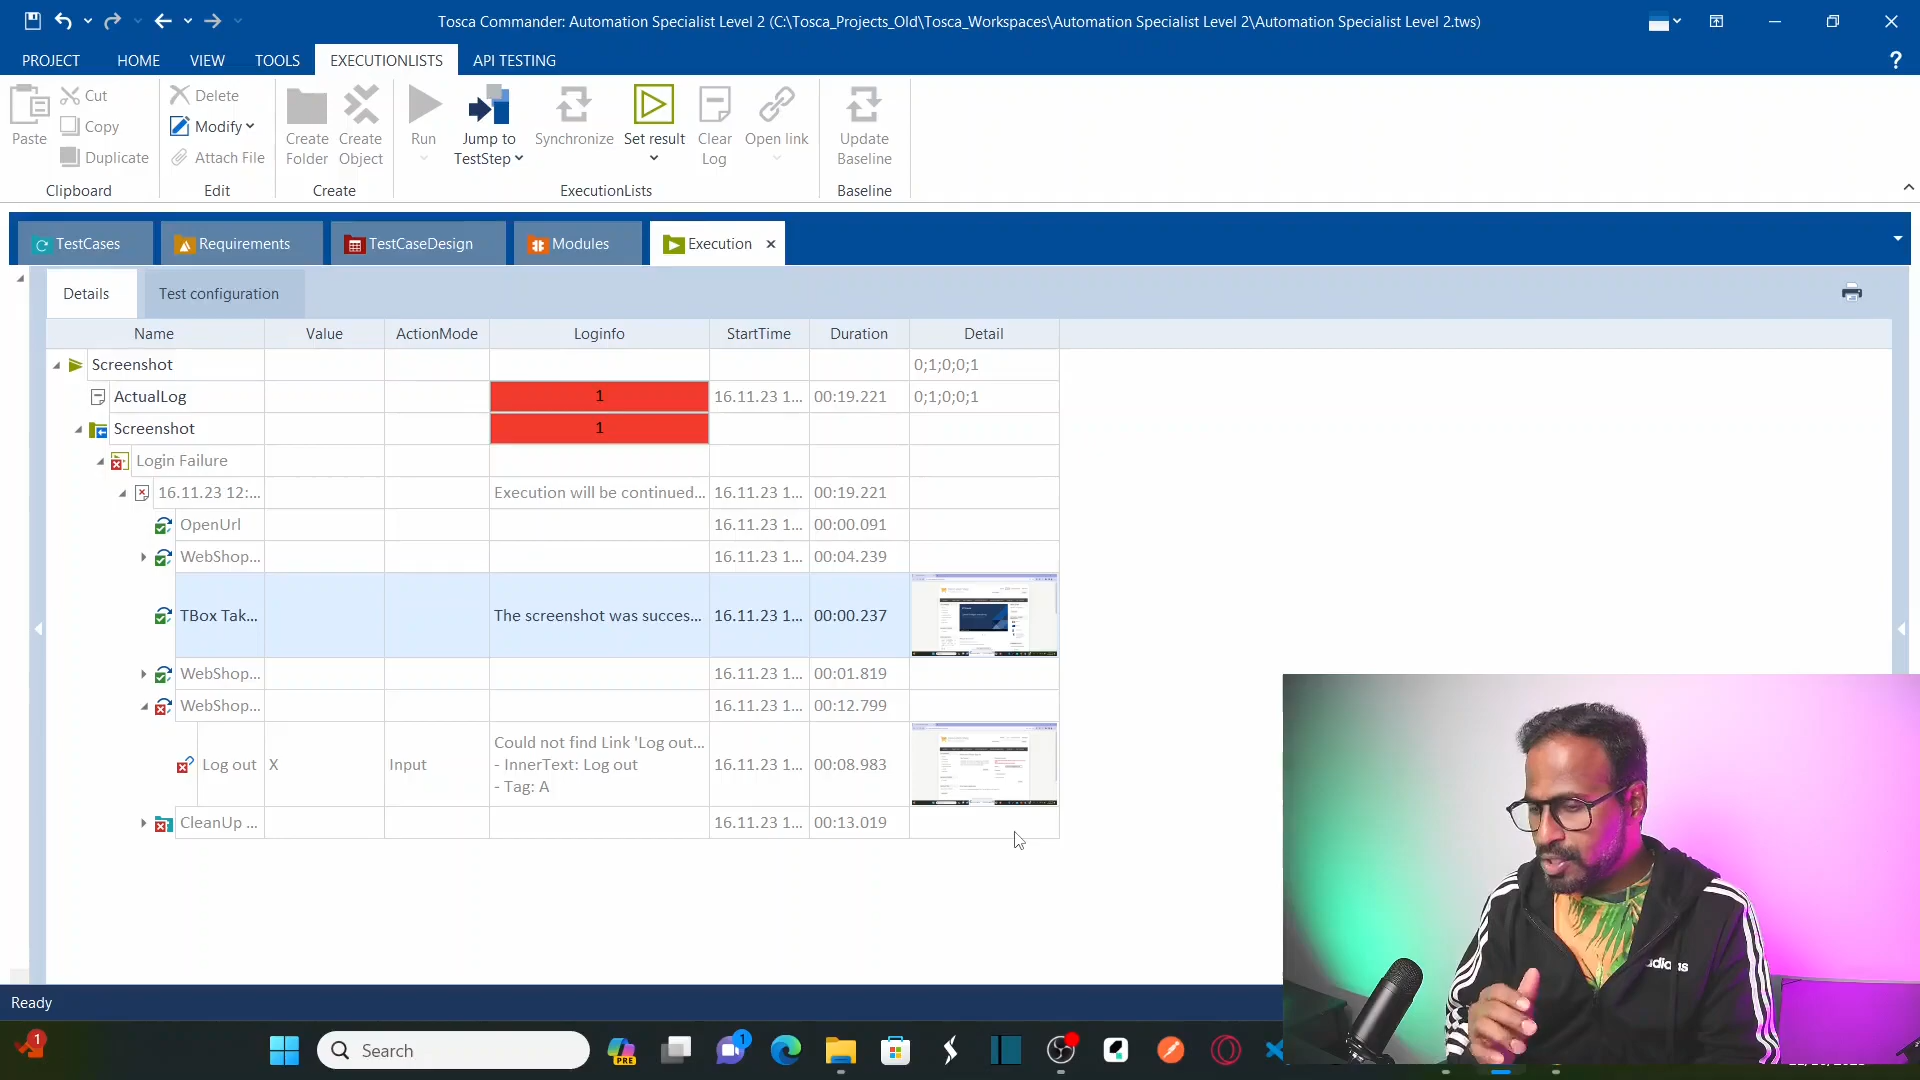 Tosca Commander: Automation Specialist Level 2 (C:\Tosca_Projects_Old\Tosca_Workspaces\Automation Specialist Level 2\Automation Specialist Level 2.tws)
PROJECT HOME VIEW TOOLS EXECUTIONLISTS API TESTING ?
Paste Cut Copy Duplicate
Clipboard
Delete Modify Attach File
Edit
Create Folder Create Object
Create
Run Jump to TestStep Synchronize Set result Clear Log Open link
ExecutionLists
Update Baseline
Baseline
TestCases Requirements TestCaseDesign Modules Execution
Details Test configuration
Name Value ActionMode Loginfo StartTime Duration Detail
Screenshot 0;1;0;0;1
ActualLog 1 16.11.23 1... 00:19.221 0;1;0;0;1
Screenshot 1
Login Failure
16.11.23 12:... Execution will be continued... 16.11.23 1... 00:19.221
OpenUrl 16.11.23 1... 00:00.091
WebShop... 16.11.23 1... 00:04.239
TBox Tak... The screenshot was succes... 16.11.23 1... 00:00.237
WebShop... 16.11.23 1... 00:01.819
WebShop... 16.11.23 1... 00:12.799
Could not find Link 'Log out...
Log out X Input - InnerText: Log out 16.11.23 1... 00:08.983
- Tag: A
CleanUp ... 16.11.23 1... 00:13.019
adidas
Ready
1 Search PRE 1